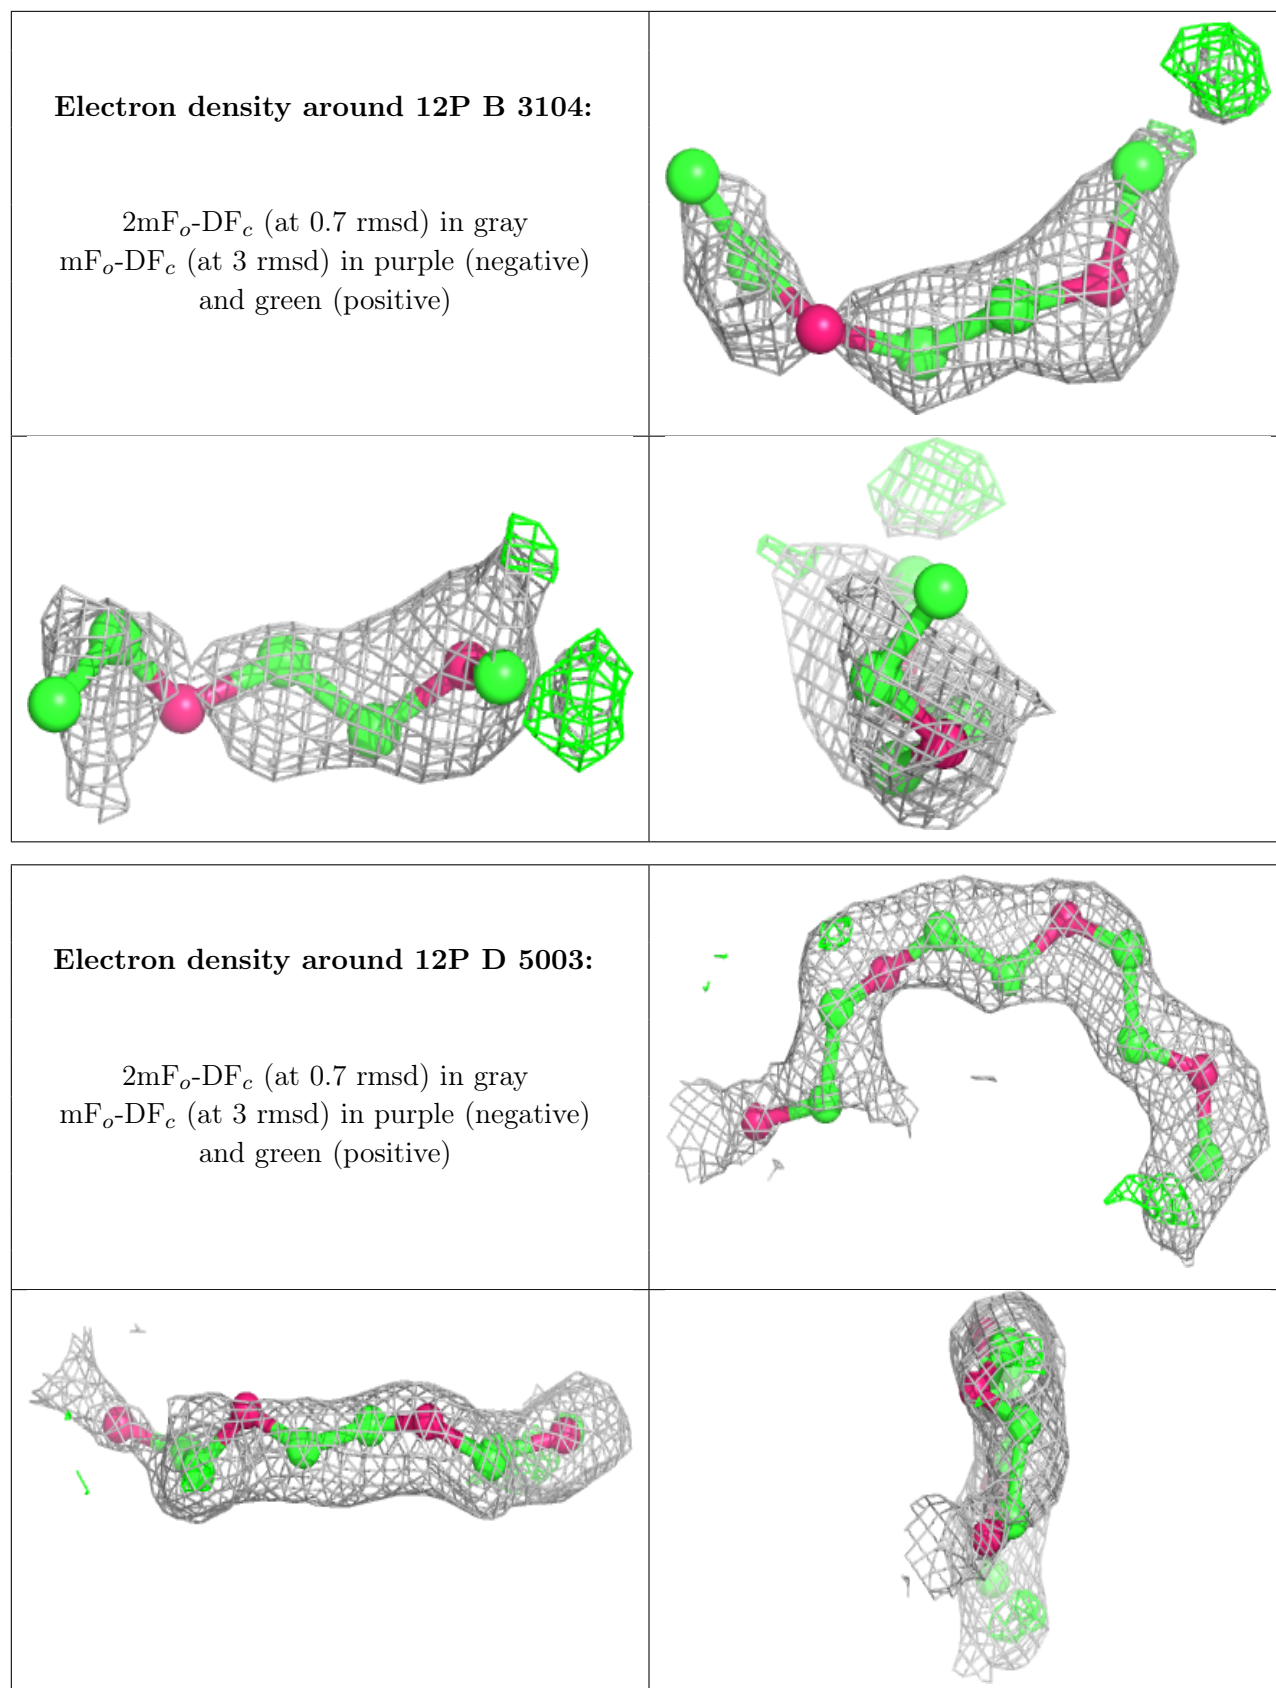 Electron density around 12P B 3104:
2mFo-DFc (at 0.7 rmsd) in gray
mFo-DFc (at 3 rmsd) in purple (negative)
and green (positive)
Electron density around 12P D 5003:
2mFo-DFc (at 0.7 rmsd) in gray
mFo-DFc (at 3 rmsd) in purple (negative)
and green (positive)